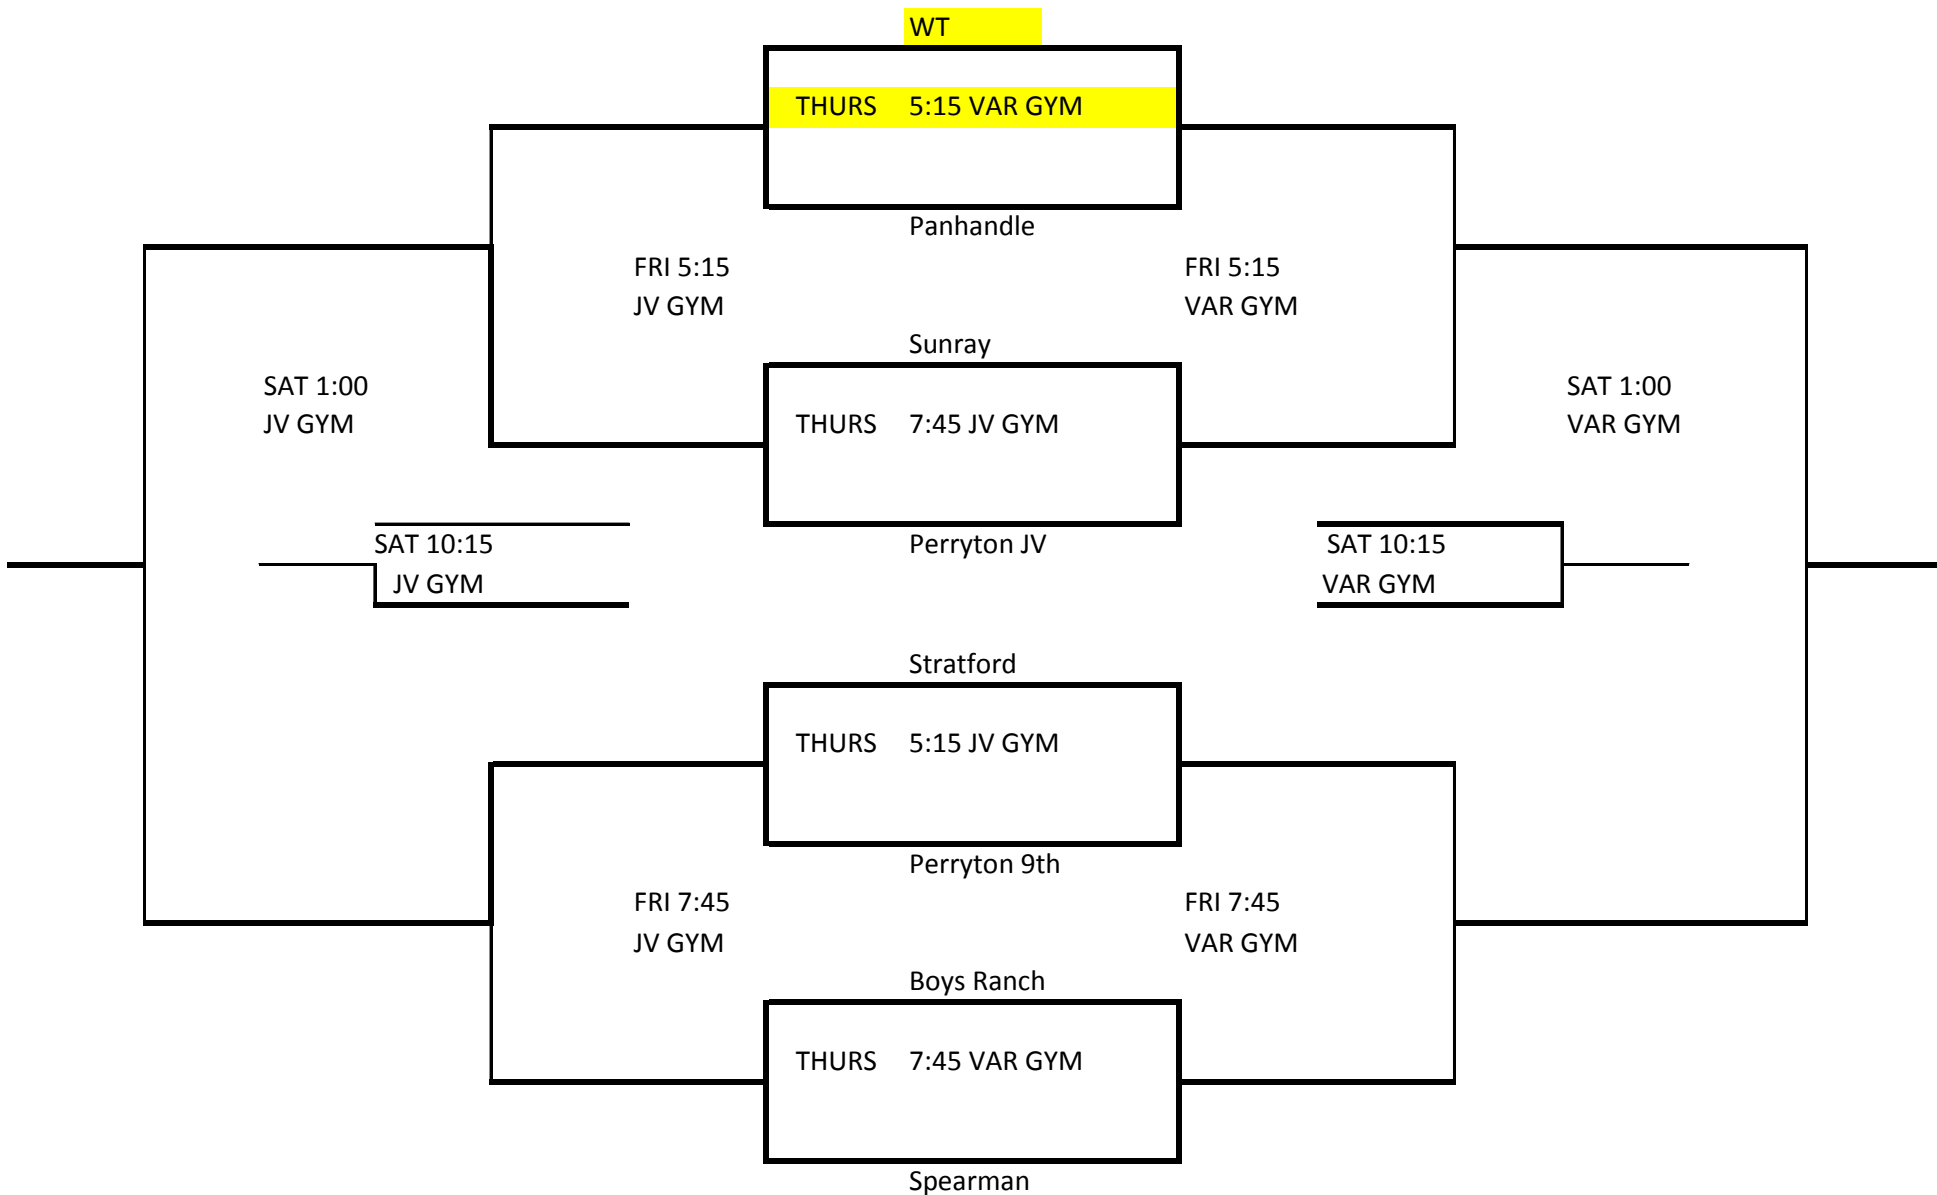 WT
THURS 5:15 VAR GYM
Panhandle
FRI 5:15
JV GYM
FRI 5:15
VAR GYM
Sunray
SAT 1:00
JV GYM
THURS 7:45 JV GYM
SAT 1:00
VAR GYM
SAT 10:15
JV GYM
Perryton JV
SAT 10:15
VAR GYM
Stratford
THURS 5:15 JV GYM
Perryton 9th
FRI 7:45
JV GYM
FRI 7:45
VAR GYM
Boys Ranch
THURS 7:45 VAR GYM
Spearman